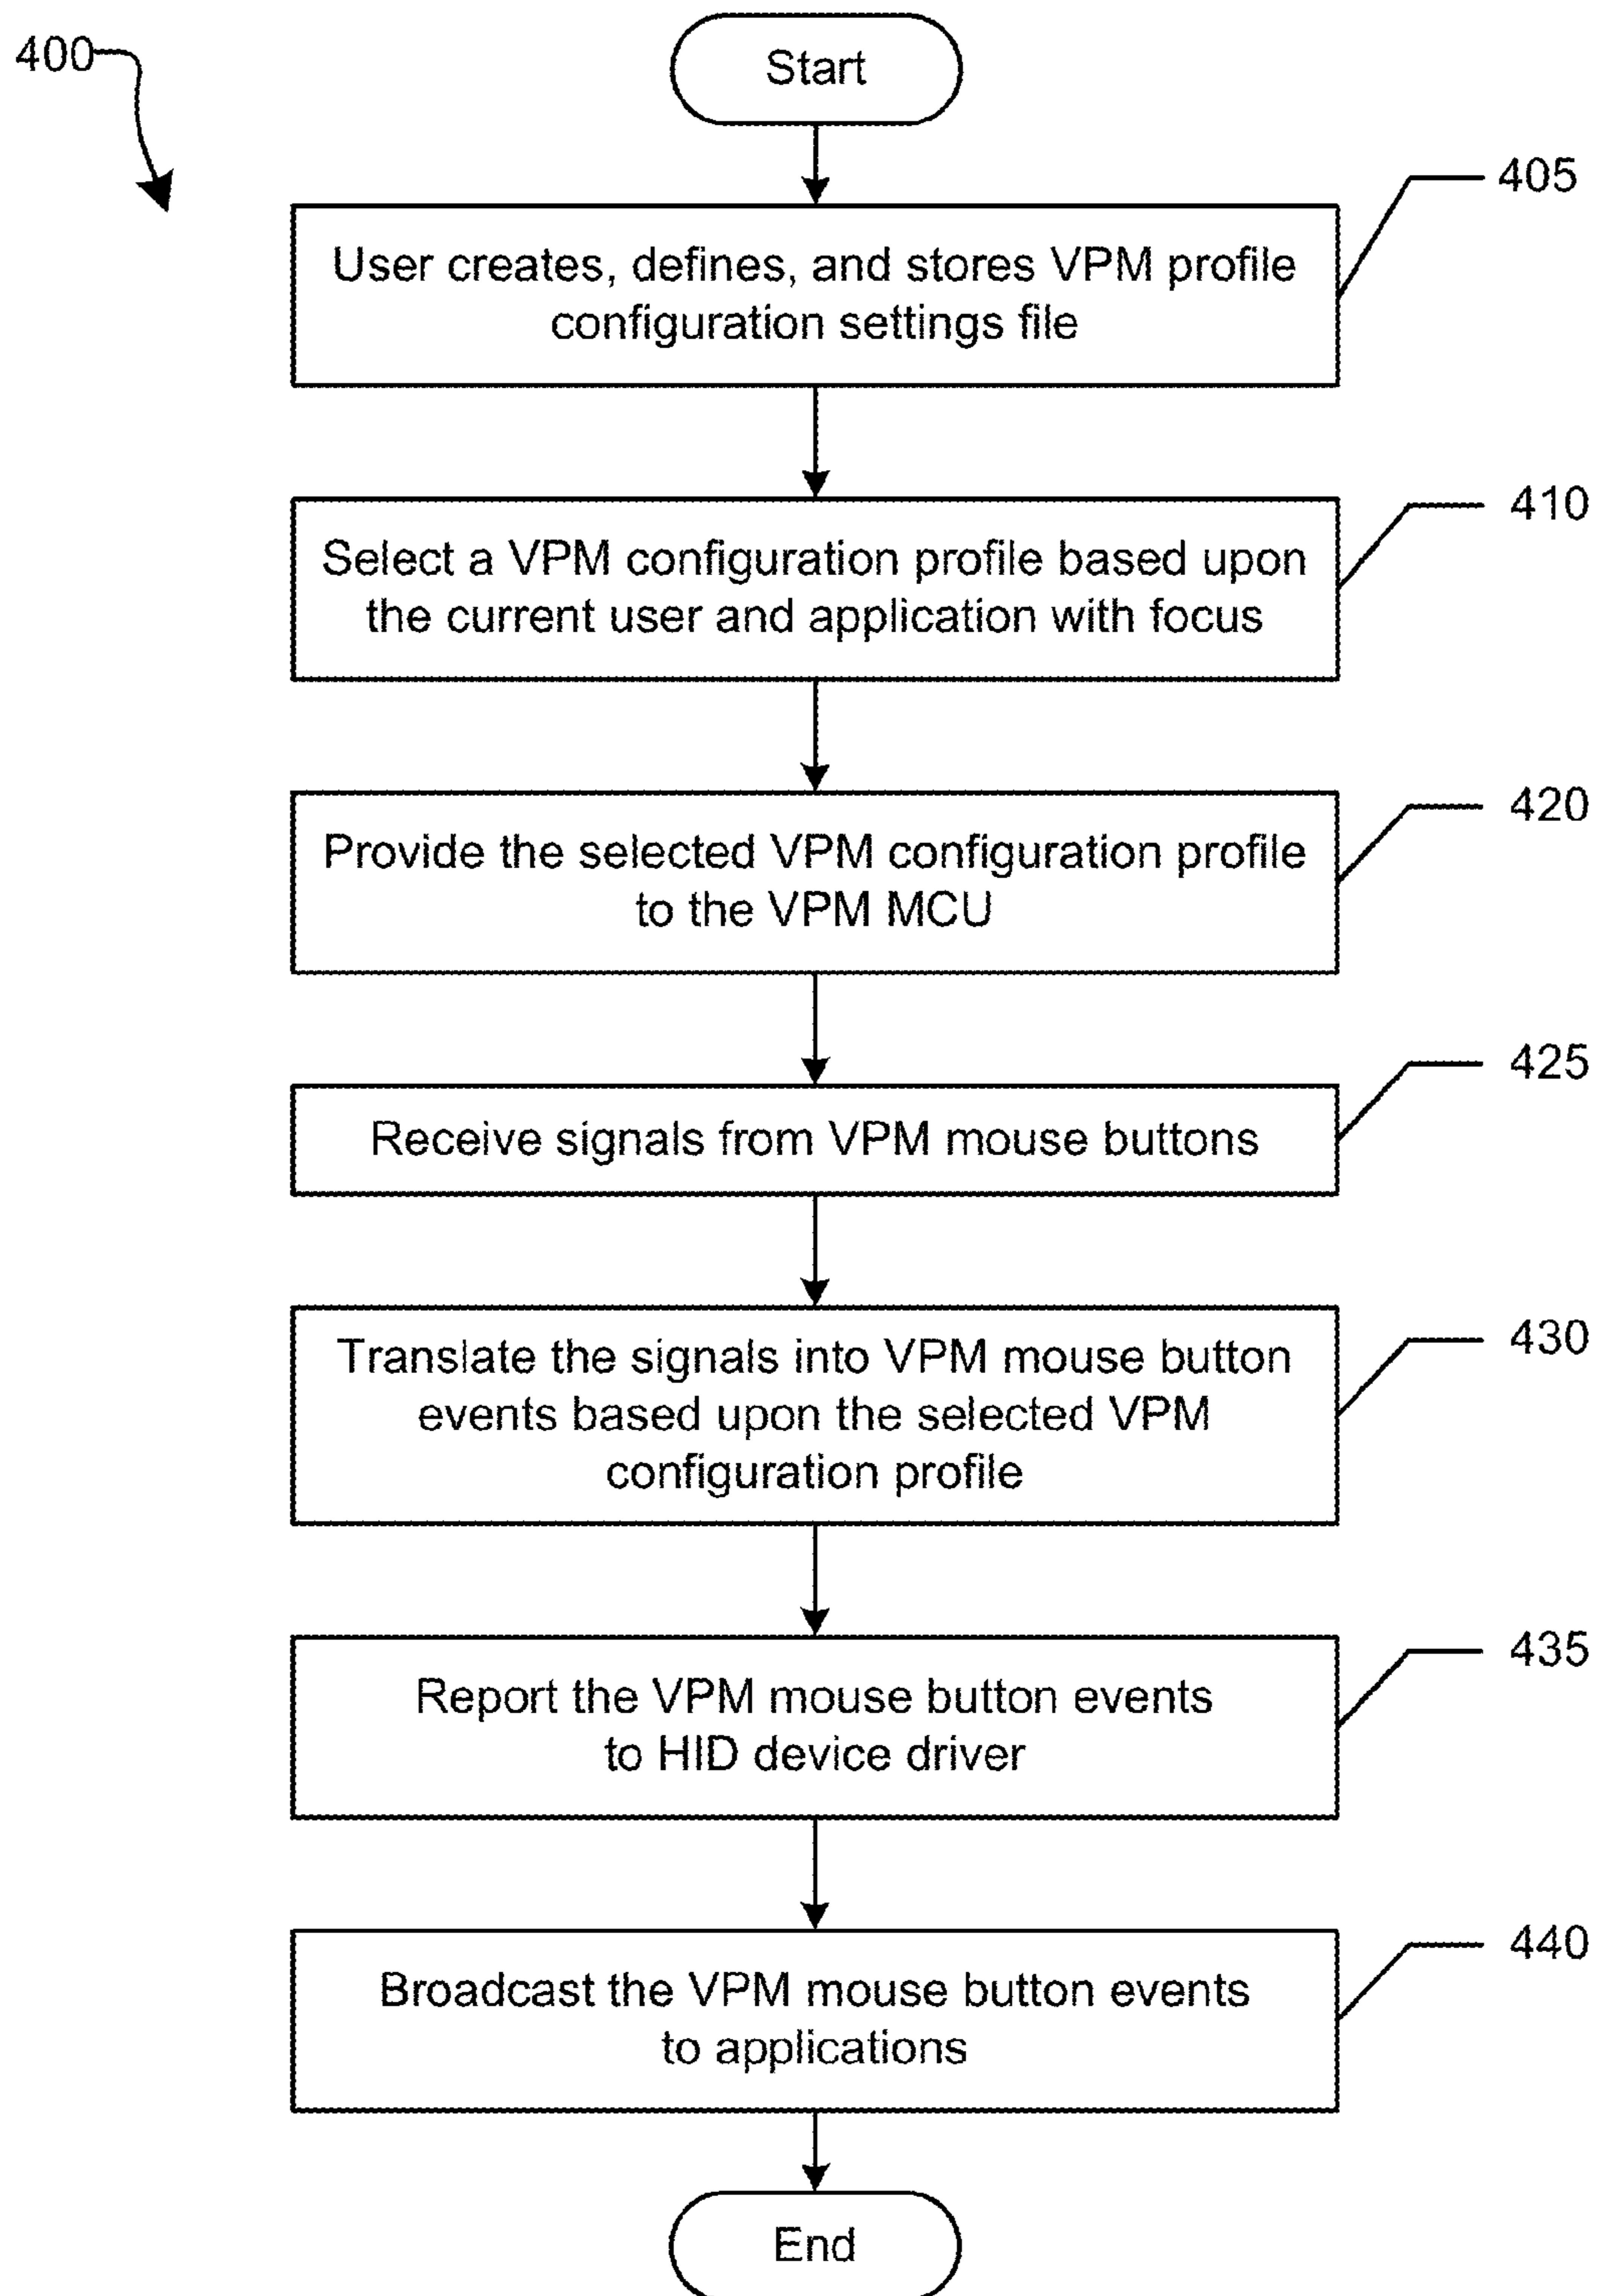 400
Start
405
User creates, defines, and stores VPM profile
configuration settings file
410
Select a VPM configuration profile based upon
the current user and application with focus
420
Provide the selected VPM configuration profile
to the VPM MCU
425
Receive signals from VPM mouse buttons
430
Translate the signals into VPM mouse button
events based upon the selected VPM
configuration profile
435
Report the VPM mouse button events
to HID device driver
440
Broadcast the VPM mouse button events
to applications
End